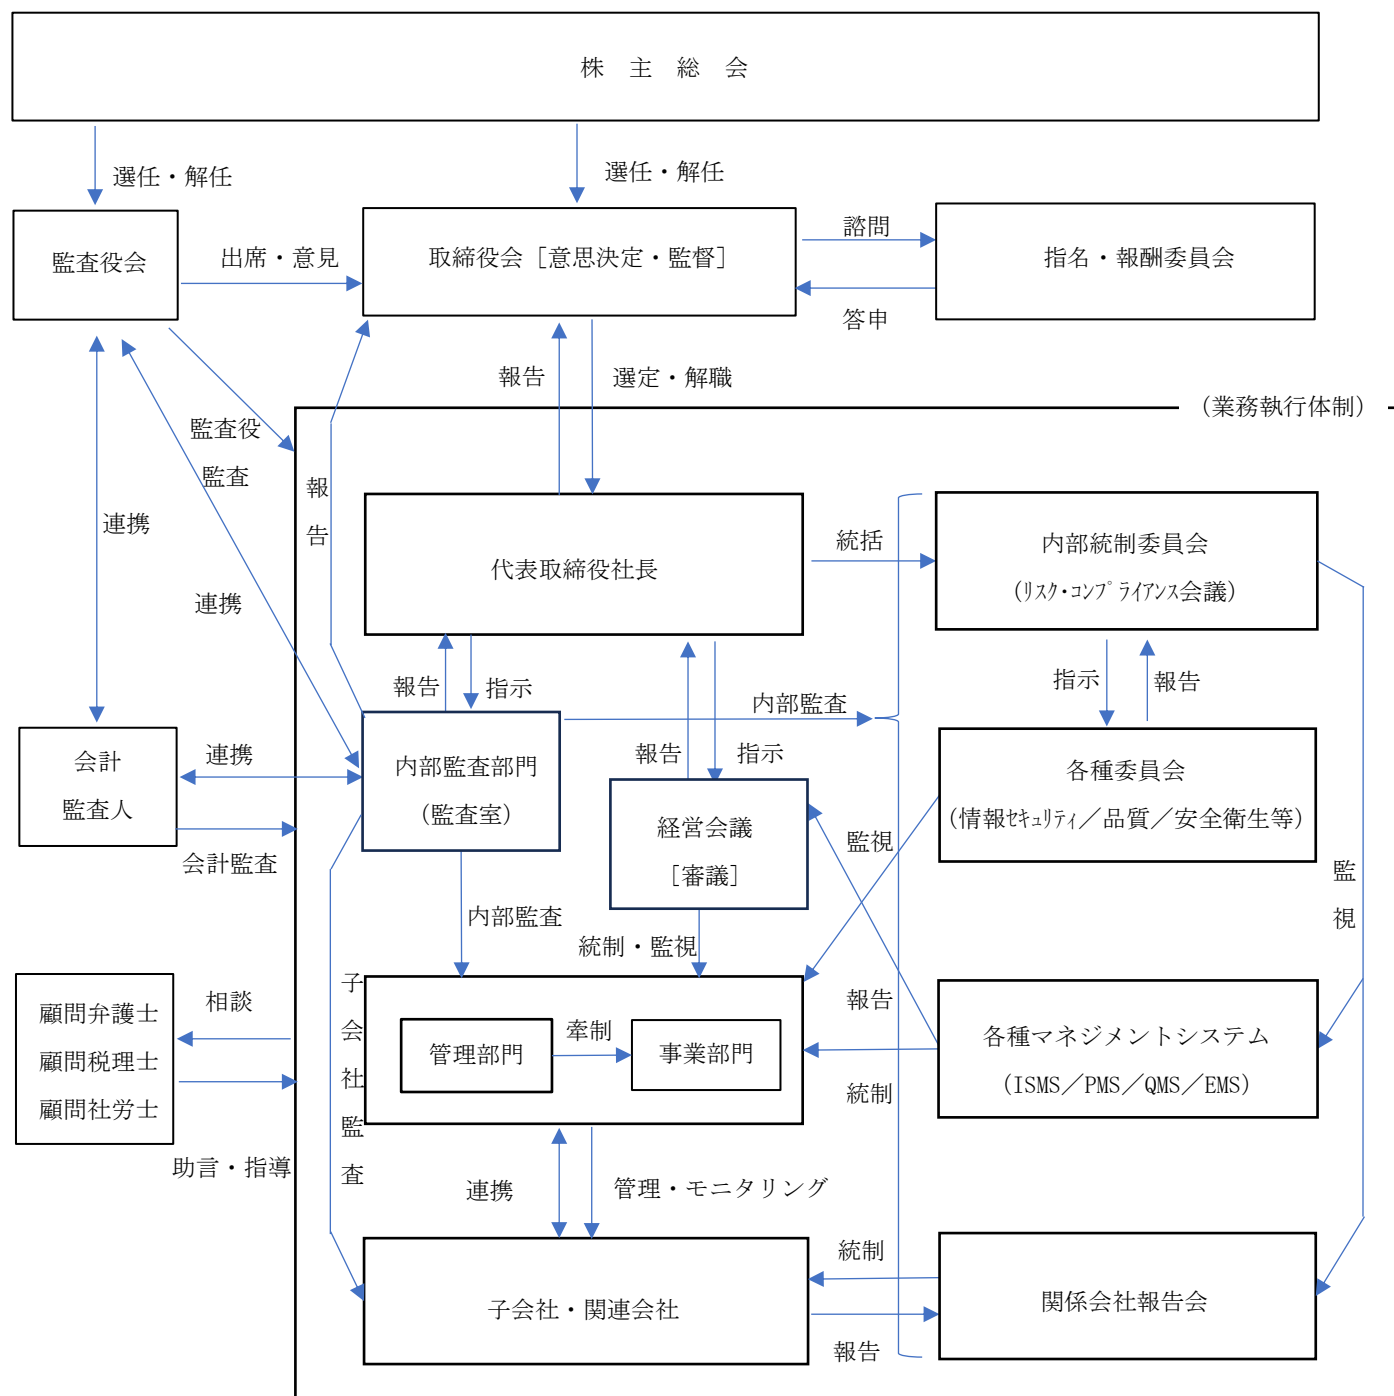 株　主　総　会
選任・解任
選任・解任
監査役会
出席・意見
取締役会［意思決定・監督］
諮問
答申
指名・報酬委員会
報告
選定・解職
（業務執行体制）
監査役
監査
報
告
連携
連携
代表取締役社長
統括
内部統制委員会
（ﾘｽｸ・ｺﾝﾌﾟﾗｲｱﾝｽ会議）
報告
指示
内部監査
指示
報告
報告
指示
会計
監査人
連携
会計監査
内部監査部門
（監査室）
経営会議
［審議］
各種委員会
（情報ｾｷｭﾘﾃｨ／品質／安全衛生等）
監視
監
視
内部監査
統制・監視
顧問弁護士
顧問税理士
顧問社労士
相談
助言・指導
子
会
社
監
査
管理部門
牽制
事業部門
報告
統制
各種マネジメントシステム
（ISMS／PMS／QMS／EMS）
連携
管理・モニタリング
子会社・関連会社
統制
報告
関係会社報告会